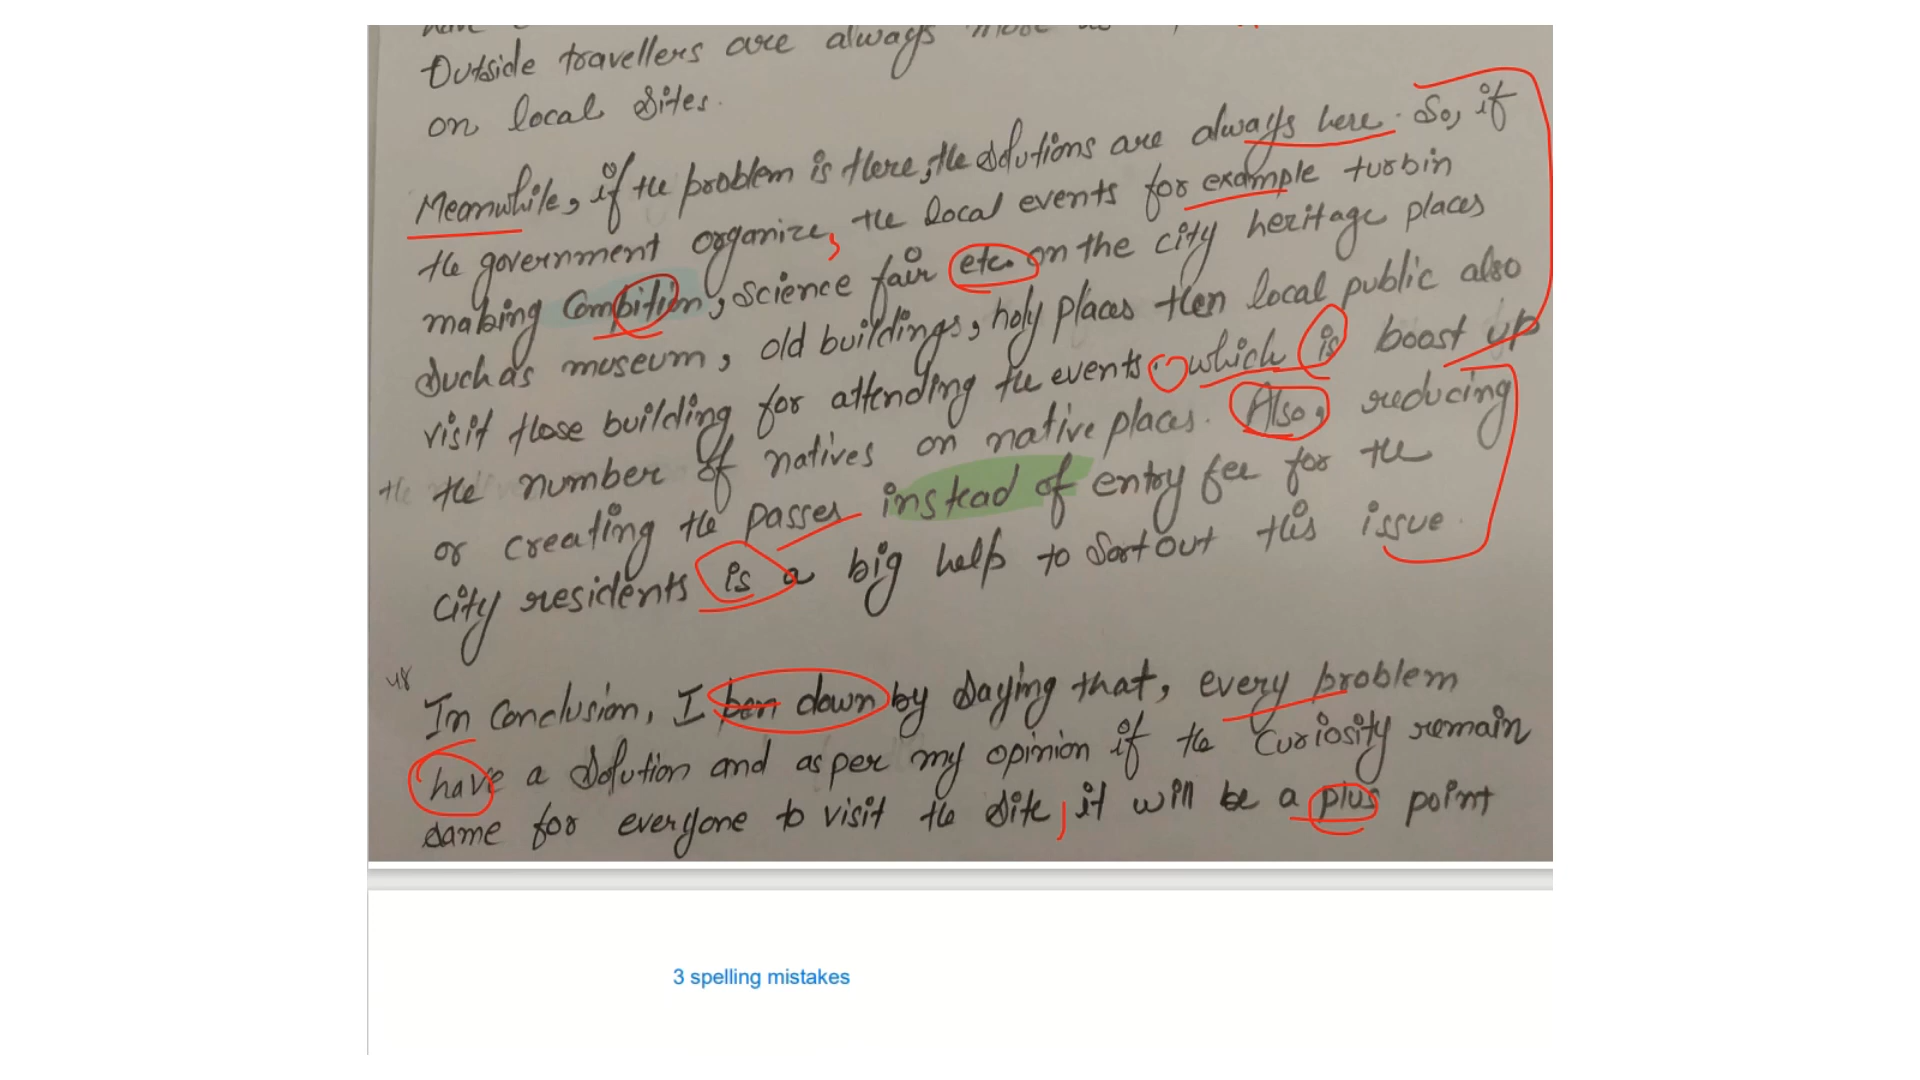 Outside travellers are always
on local sites.
Meanwhile, if the problem is there, the solutions are always here. So, if
the government organize, the local events for example turbin
making Combition, science fair etc. on the city heritage places
such as museum, old buildings, holy places then local public also
visit those building for attending the events. which is boost up
the the number of natives on native places. Also, reducing
or creating the passes instead of entry fee for the
city residents is a big help to sort out this issue.
In Conclusion, I ben down by saying that, every problem
have a solution and as per my opinion if the curiosity remain
same for everyone to visit the site, it will be a plus point
3 spelling mistakes